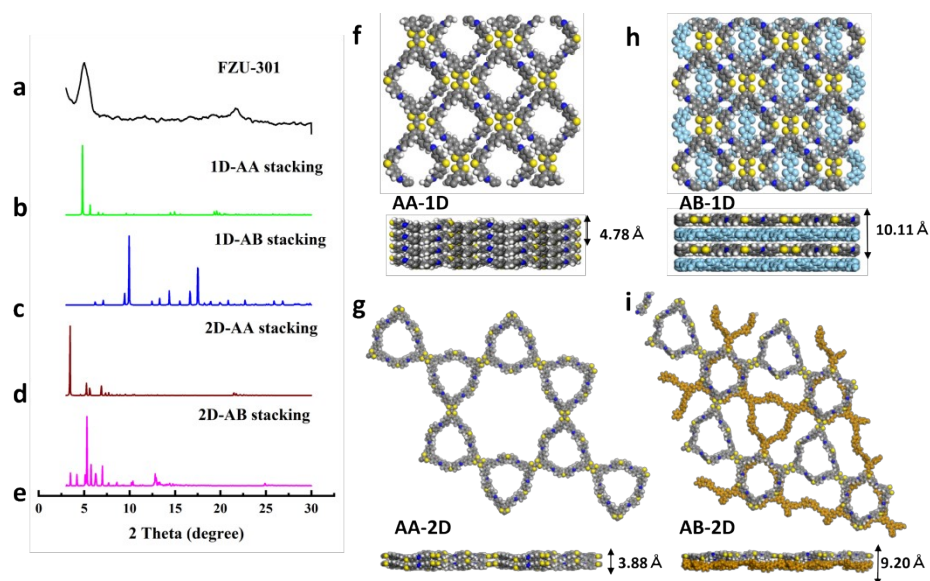 FZU-301
a
1D-AA stacking
b
1D-AB stacking
c
2D-AA stacking
d
2D-AB stacking
e
0 5 10 15 20 25 30
2 Theta (degree)
f
AA-1D
4.78 Å
h
AB-1D
10.11 Å
g
AA-2D
3.88 Å
i
AB-2D
9.20 Å